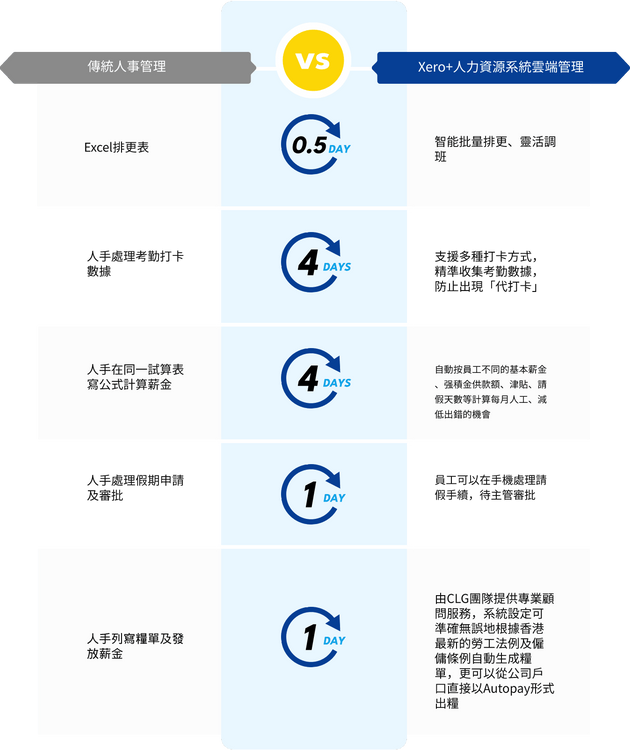 傳統人事管理
VS
Xero+人力資源系統雲端管理
Excel排更表
0.5 DAY
智能批量排更、靈活調
班
人手處理考勤打卡
數據
4 DAYS
支援多種打卡方式，
精準收集考勤數據，
防止出現「代打卡」
人手在同一試算表
寫公式計算薪金
4 DAYS
自動按員工不同的基本薪金
、强積金供款額、津貼、請
假天數等計算每月人工、減
低出錯的機會
人手處理假期申請
及審批
1 DAY
員工可以在手機處理請
假手續，待主管審批
人手列寫糧單及發
放薪金
1 DAY
由CLG團隊提供專業顧
問服務，系統設定可
準確無誤地根據香港
最新的勞工法例及僱
傭條例自動生成糧
單，更可以從公司戶
口直接以Autopay形式
出糧